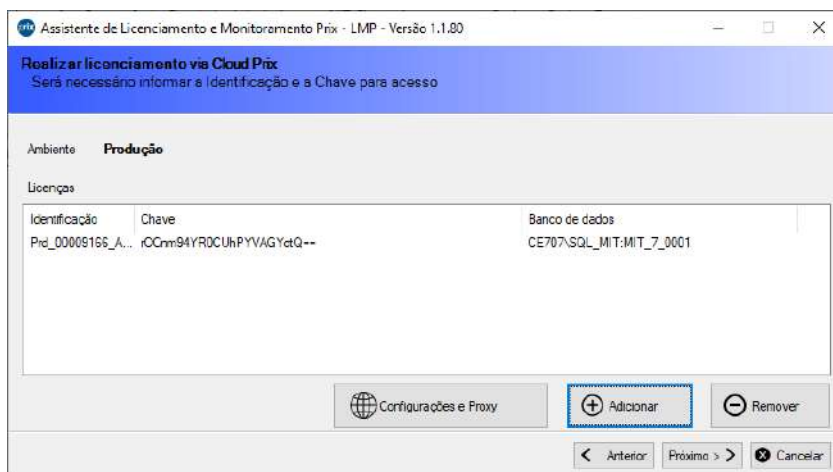 prix Assistente de Licenciamento e Monitoramento Prix - LMP - Versão 1.1.80
Realizar licenciamento via Cloud Prix
Será necessário informar a Identificação e a Chave para acesso
Ambiente Produção
Licenças
Identificação Chave Banco de dados
Prd_00009166_A... rOCnm94YR0CUhPYVAGYctQ== CE707\SQL_MIT:MIT_7_0001
Configurações e Proxy Adicionar Remover
< Anterior Próximo > > Cancelar